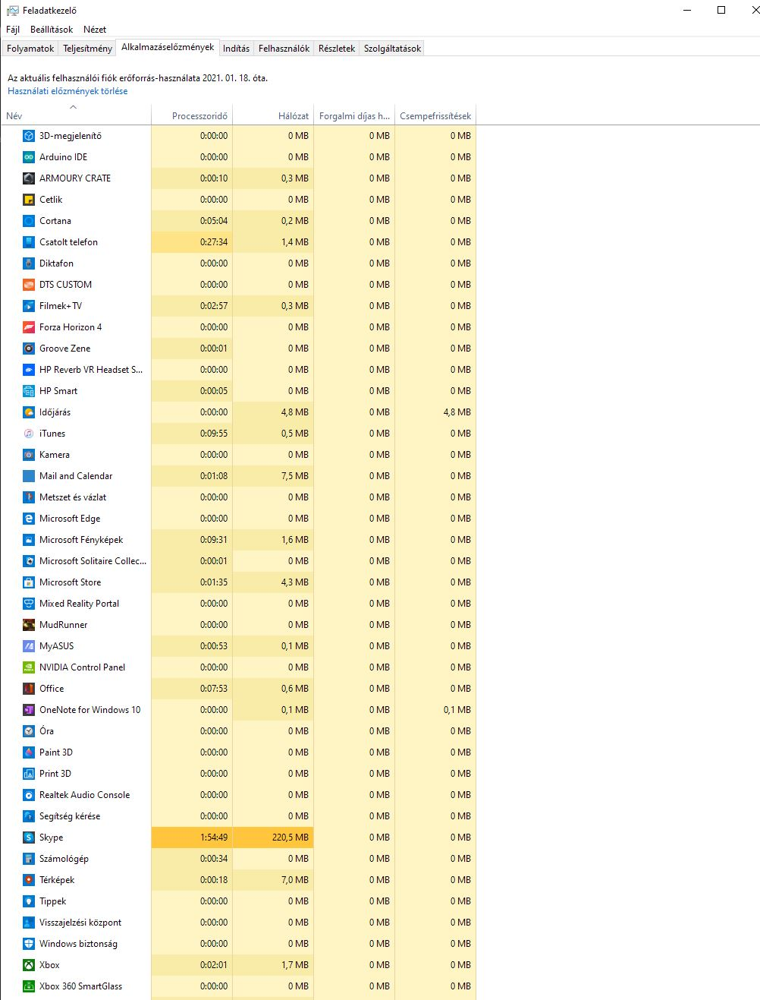 Feladatkezelő
Fájl Beállítások Nézet
Folyamatok Teljesítmény Alkalmazáselőzmények Indítás Felhasználók Részletek Szolgáltatások
Az aktuális felhasználói fiók erőforrás-használata 2021. 01. 18. óta.
Használati előzmények törlése
Név Processzoridő Hálózat Forgalmi díjas h... Csempefrissítések
3D-megjelenítő 0:00:00 0 MB 0 MB 0 MB
Arduino IDE 0:00:00 0 MB 0 MB 0 MB
ARMOURY CRATE 0:00:10 0,3 MB 0 MB 0 MB
Cetlik 0:00:00 0 MB 0 MB 0 MB
Cortana 0:05:04 0,2 MB 0 MB 0 MB
Csatolt telefon 0:27:34 1,4 MB 0 MB 0 MB
Diktafon 0:00:00 0 MB 0 MB 0 MB
DTS CUSTOM 0:00:00 0 MB 0 MB 0 MB
Filmek+TV 0:02:57 0,3 MB 0 MB 0 MB
Forza Horizon 4 0:00:00 0 MB 0 MB 0 MB
Groove Zene 0:00:01 0 MB 0 MB 0 MB
HP Reverb VR Headset S... 0:00:00 0 MB 0 MB 0 MB
HP Smart 0:00:05 0 MB 0 MB 0 MB
Időjárás 0:00:00 4,8 MB 0 MB 4,8 MB
iTunes 0:09:55 0,5 MB 0 MB 0 MB
Kamera 0:00:00 0 MB 0 MB 0 MB
Mail and Calendar 0:01:08 7,5 MB 0 MB 0 MB
Metszet és vázlat 0:00:00 0 MB 0 MB 0 MB
Microsoft Edge 0:00:00 0 MB 0 MB 0 MB
Microsoft Fényképek 0:09:31 1,6 MB 0 MB 0 MB
Microsoft Solitaire Collec... 0:00:01 0 MB 0 MB 0 MB
Microsoft Store 0:01:35 4,3 MB 0 MB 0 MB
Mixed Reality Portal 0:00:00 0 MB 0 MB 0 MB
MudRunner 0:00:00 0 MB 0 MB 0 MB
MyASUS 0:00:53 0,1 MB 0 MB 0 MB
NVIDIA Control Panel 0:00:00 0 MB 0 MB 0 MB
Office 0:07:53 0,6 MB 0 MB 0 MB
OneNote for Windows 10 0:00:00 0,1 MB 0 MB 0,1 MB
Óra 0:00:00 0 MB 0 MB 0 MB
Paint 3D 0:00:00 0 MB 0 MB 0 MB
Print 3D 0:00:00 0 MB 0 MB 0 MB
Realtek Audio Console 0:00:00 0 MB 0 MB 0 MB
Segítség kérése 0:00:00 0 MB 0 MB 0 MB
Skype 1:54:49 220,5 MB 0 MB 0 MB
Számológép 0:00:34 0 MB 0 MB 0 MB
Térképek 0:00:18 7,0 MB 0 MB 0 MB
Tippek 0:00:00 0 MB 0 MB 0 MB
Visszajelzési központ 0:00:00 0 MB 0 MB 0 MB
Windows biztonság 0:00:00 0 MB 0 MB 0 MB
Xbox 0:02:01 1,7 MB 0 MB 0 MB
Xbox 360 SmartGlass 0:00:00 0 MB 0 MB 0 MB